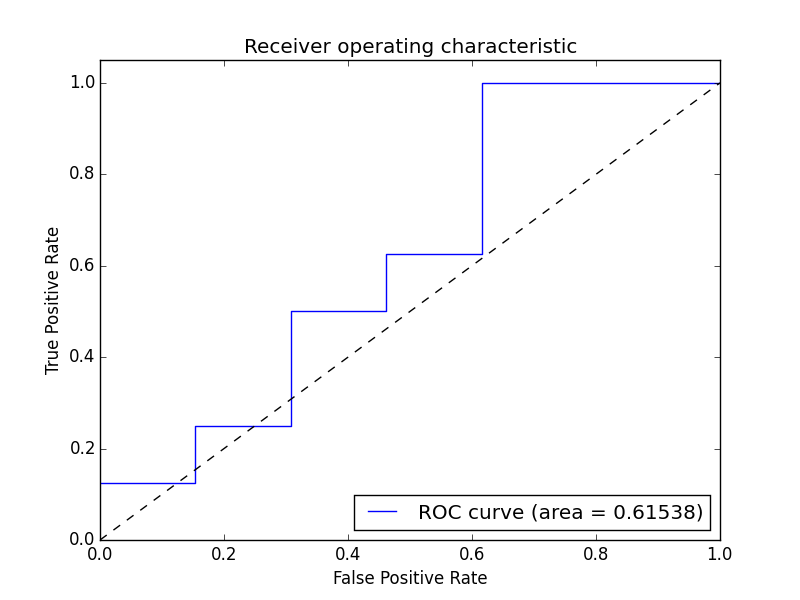 Receiver operating characteristic
1.0
0.8
0.6
0.4
0.2
0.0
True Positive Rate
ROC curve (area = 0.61538)
0.0 0.2 0.4 0.6 0.8 1.0
False Positive Rate